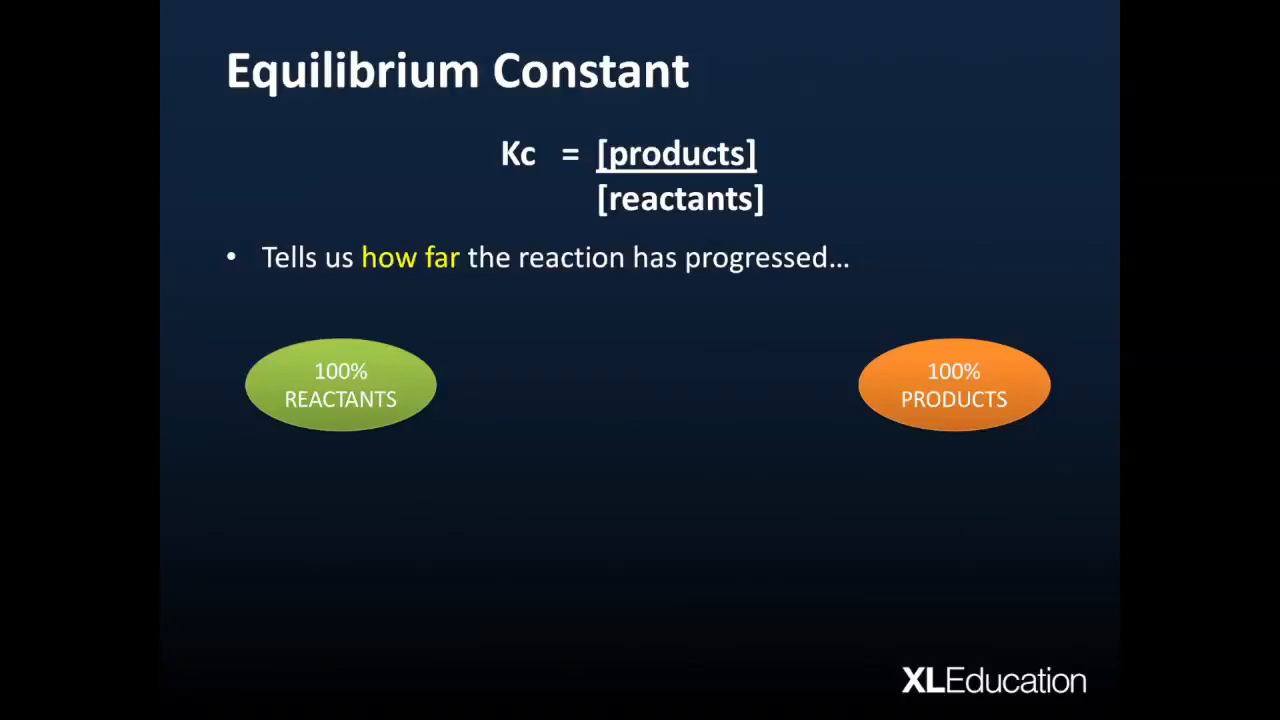 Equilibrium Constant
Kc = [products]
[reactants]
• Tells us how far the reaction has progressed…
100%
REACTANTS
100%
PRODUCTS
XLEducation